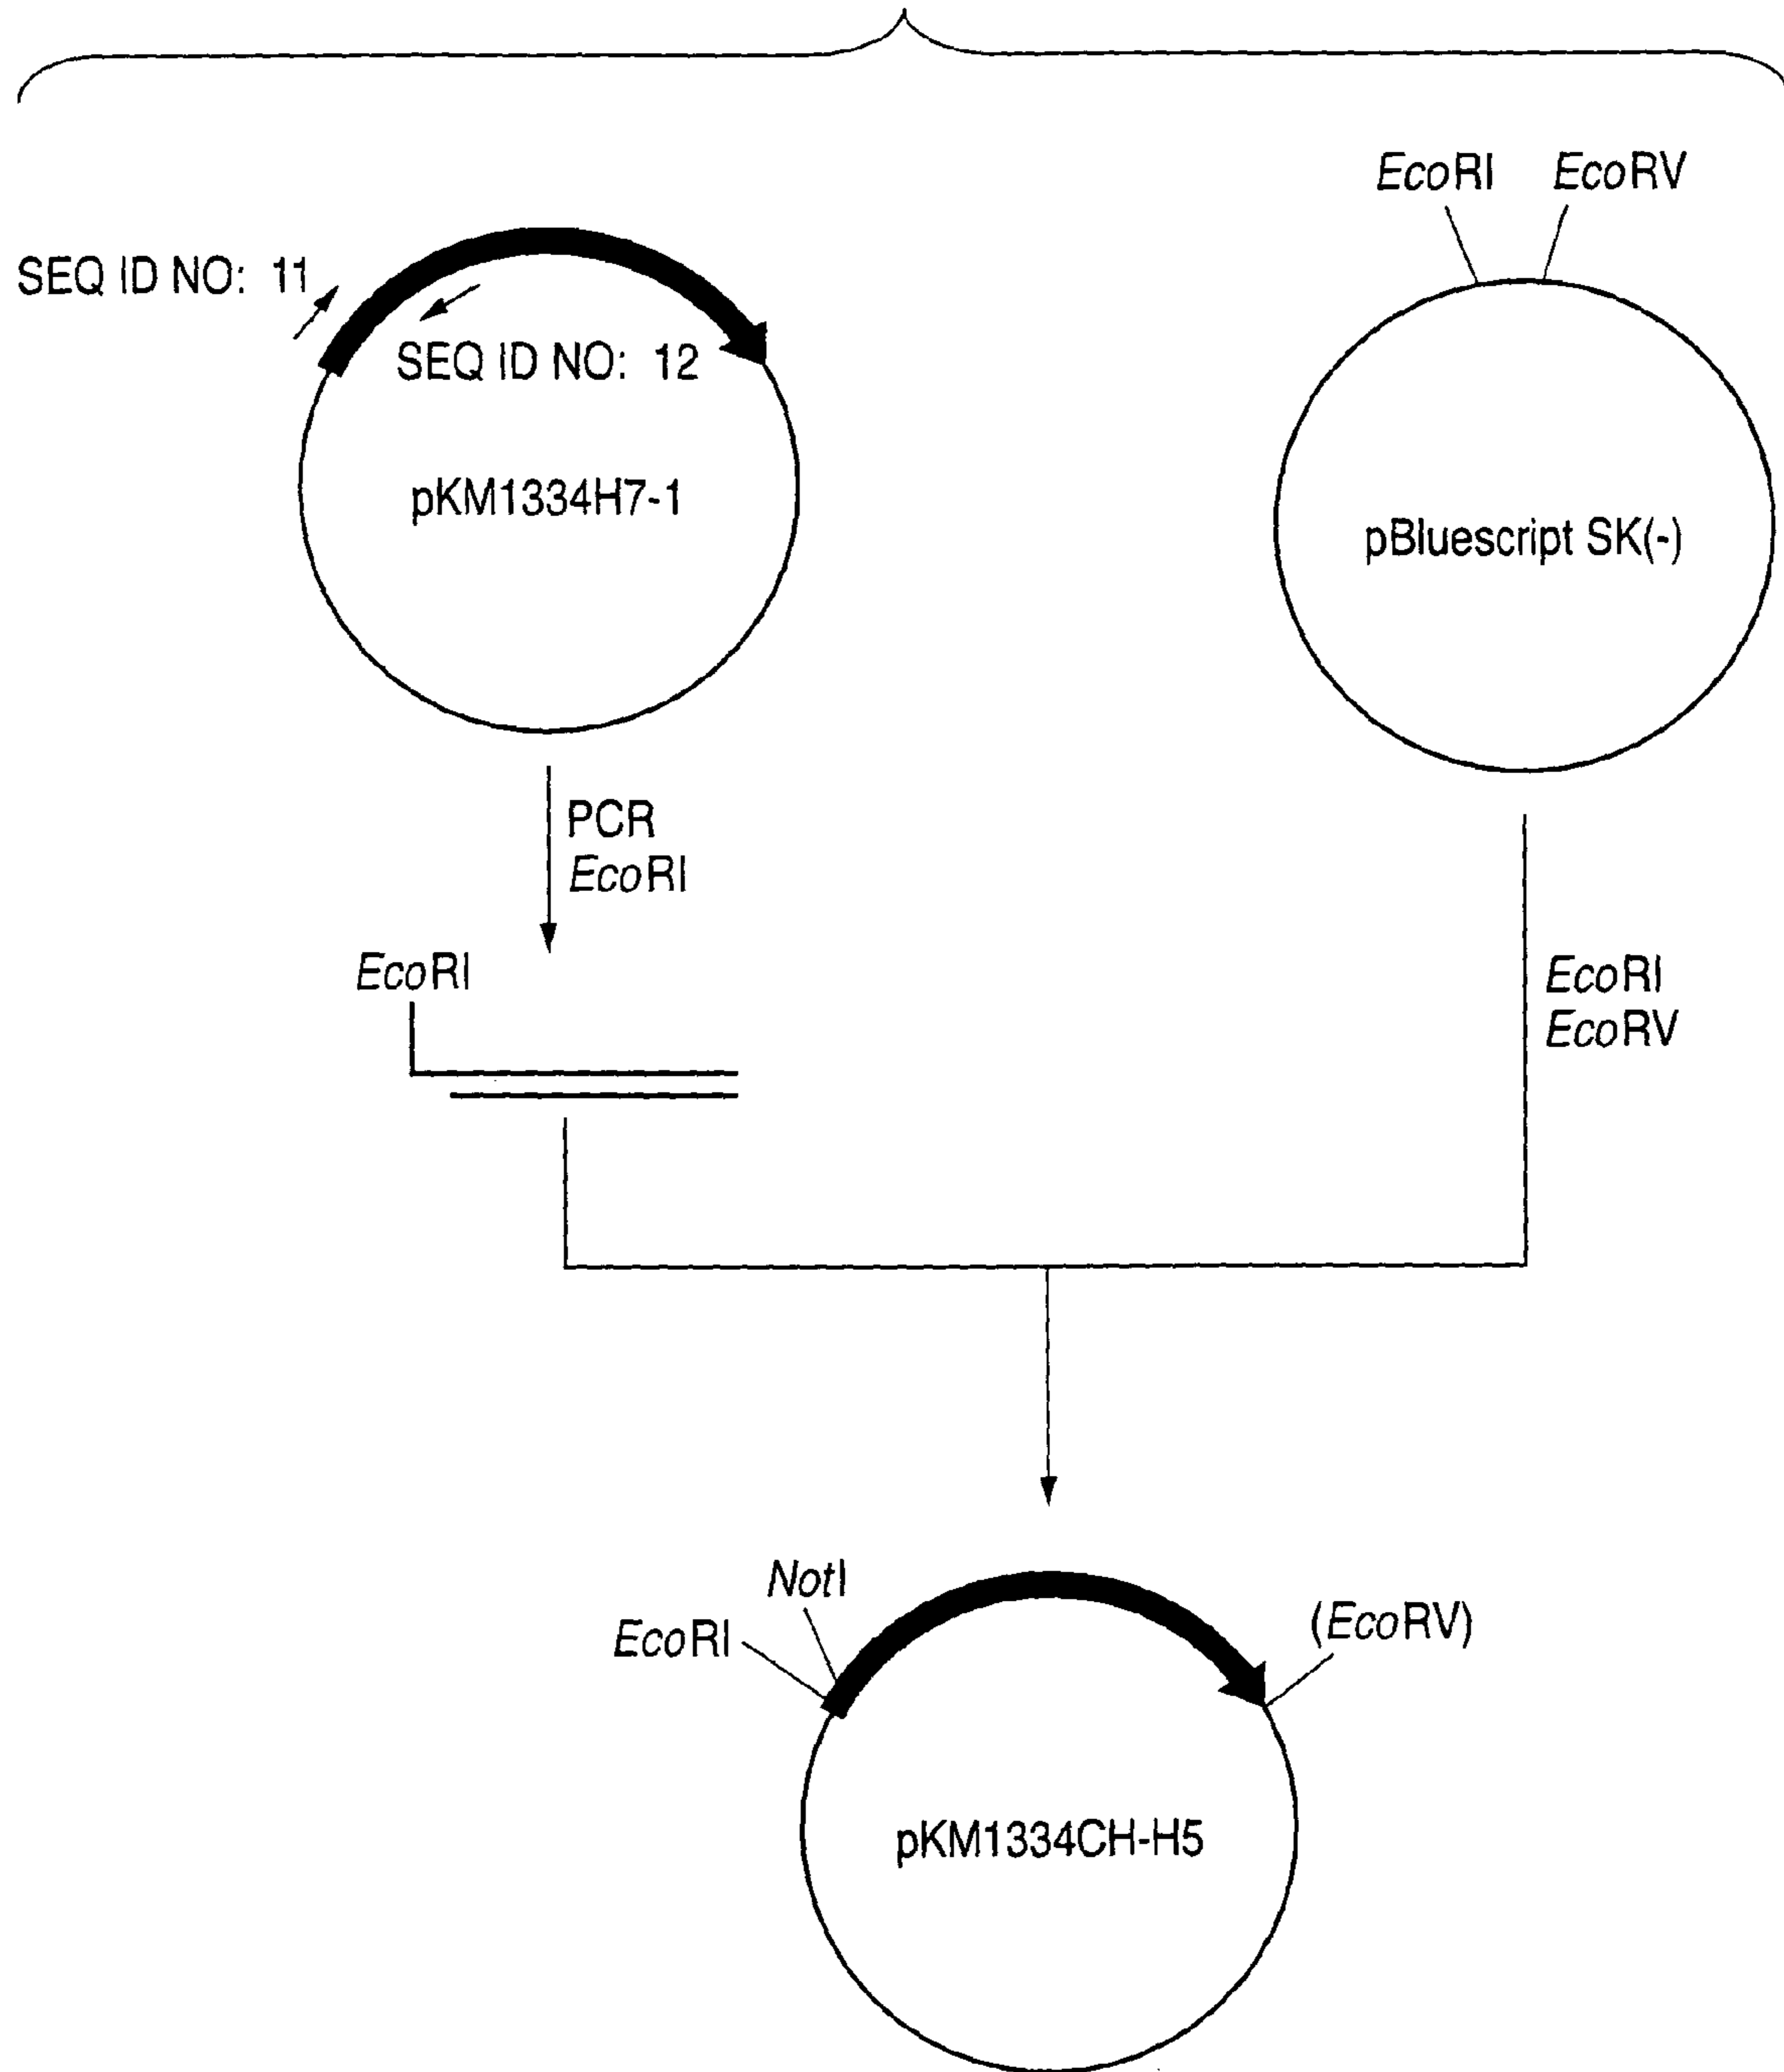 EcoRI EcoRV
SEQ ID NO: 11
SEQ ID NO: 12
pKM1334H7-1
pBluescript SK(-)
PCR
EcoRI
EcoRI
EcoRI
EcoRV
NotI
EcoRI
(EcoRV)
pKM1334CH-H5